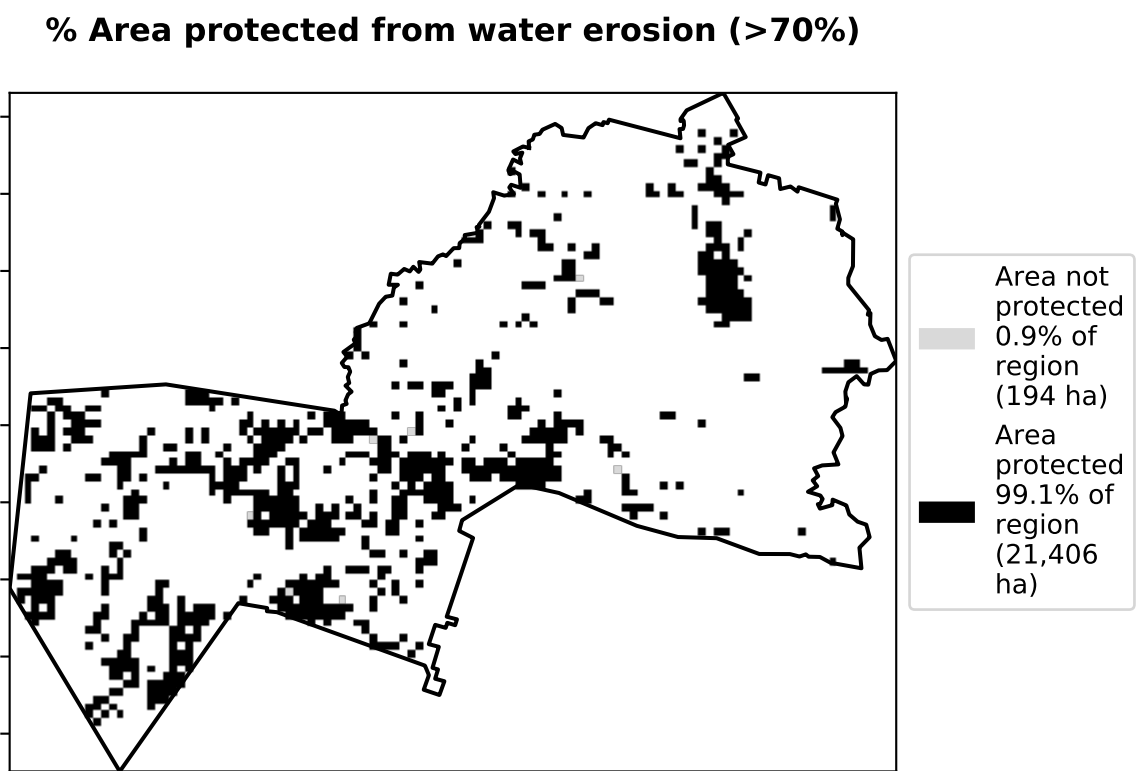 % Area protected from water erosion (>70%)
Area not
protected
0.9% of
region
(194 ha)
Area
protected
99.1% of
region
(21,406
ha)